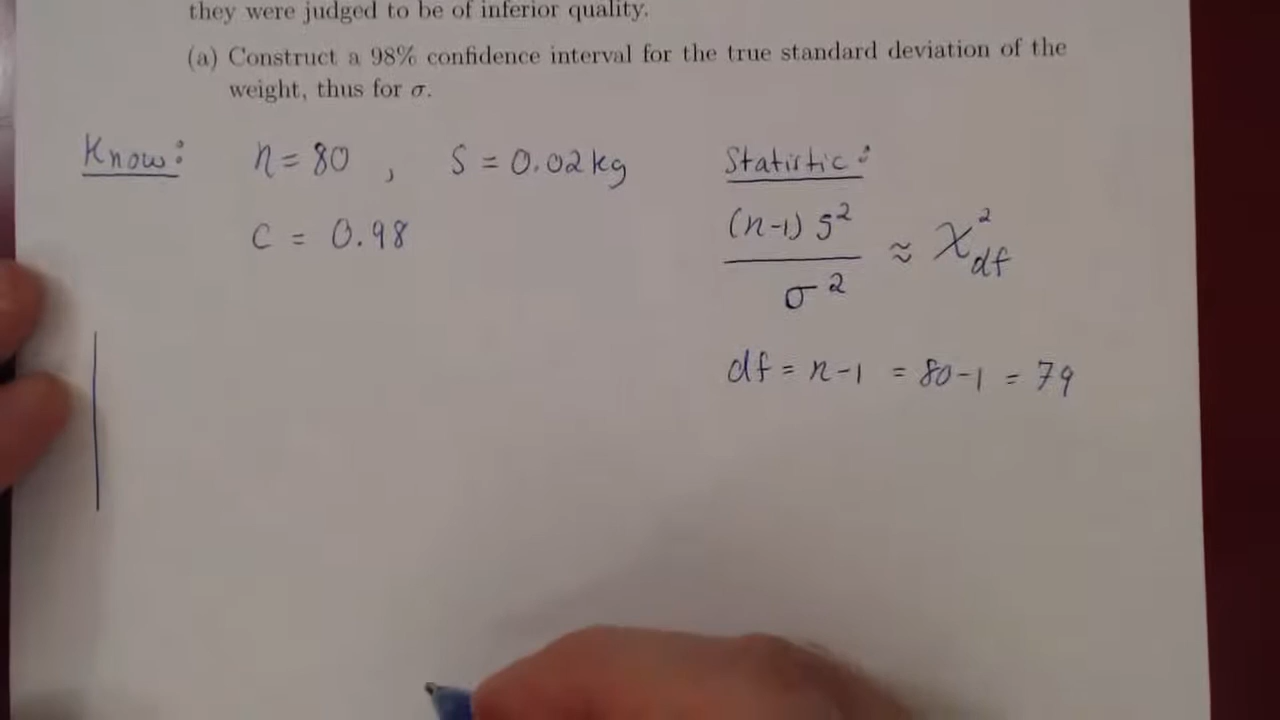 they were judged to be of inferior quality.
(a) Construct a 98% confidence interval for the true standard deviation of the
weight, thus for σ.
Know: n = 80 , S = 0.02 kg
C = 0.98
Statistic:
(n-1) S² / σ² ≈ χ²df
df = n-1 = 80-1 = 79